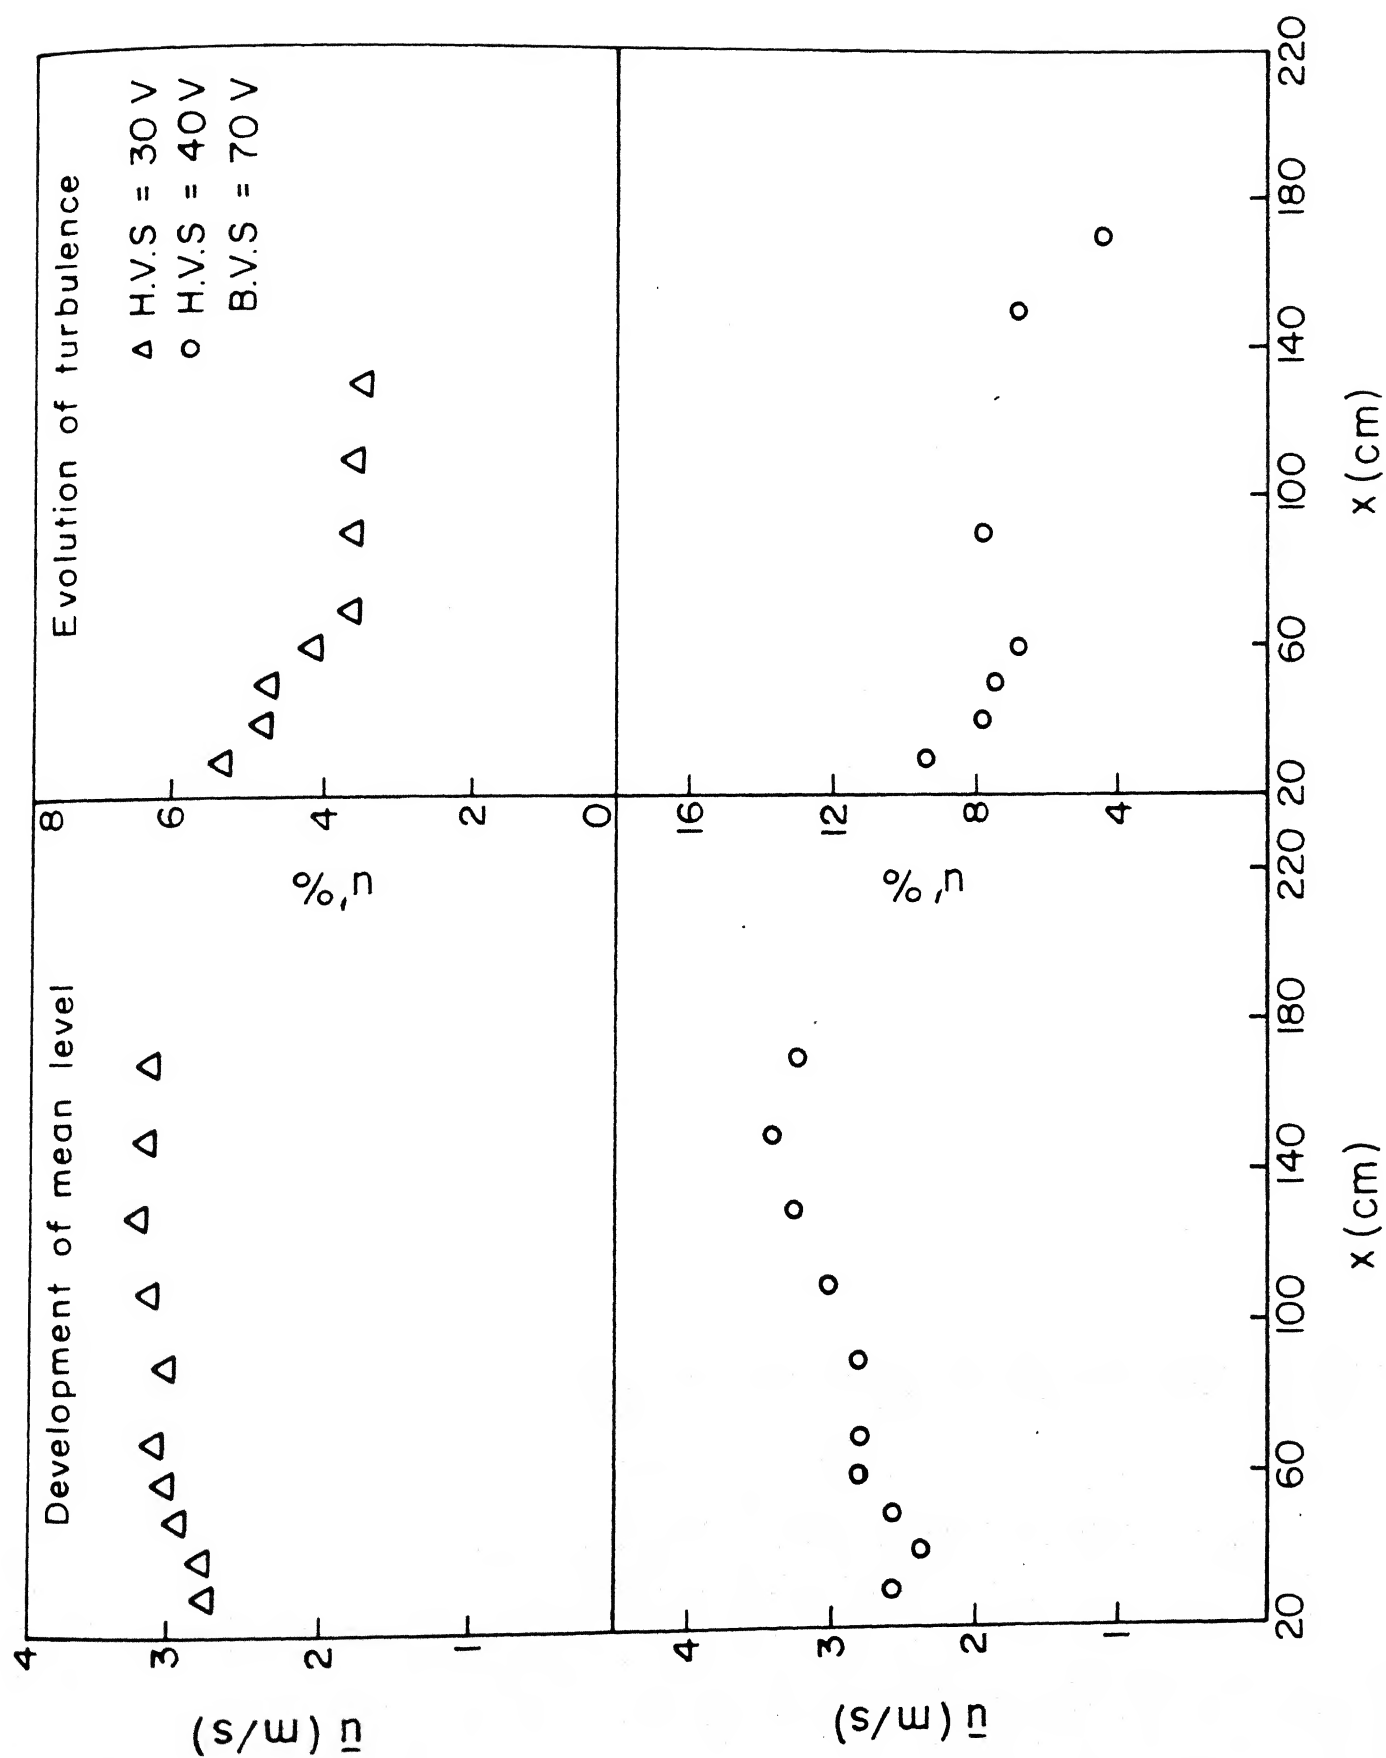 Development of mean level
Evolution of turbulence
△ H.V.S = 30 V
○ H.V.S = 40 V
B.V.S = 70 V
4
3
2
1
ū (m/s)
8
6
4
2
0
u' %
4
3
2
1
ū (m/s)
16
12
8
4
u' %
20 60 100 140 180 220
x (cm)
20 60 100 140 180 220
x (cm)